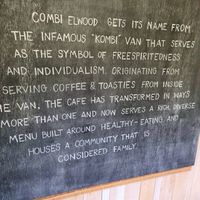 COMBI ELWOOD GETS ITS NAME FROM
THE INFAMOUS "KOMBI" VAN THAT SERVES
AS THE SYMBOL OF FREESPIRITEDNESS
AND INDIVIDUALISM. ORIGINATING FROM
SERVING COFFEE & TOASTIES FROM INSIDE
THE VAN, THE CAFE HAS TRANSFORMED IN WAYS
MORE THAN ONE AND NOW SERVES A RICH, DIVERSE
MENU BUILT AROUND HEALTHY-EATING, AND
HOUSES A COMMUNITY THAT IS
CONSIDERED FAMILY.